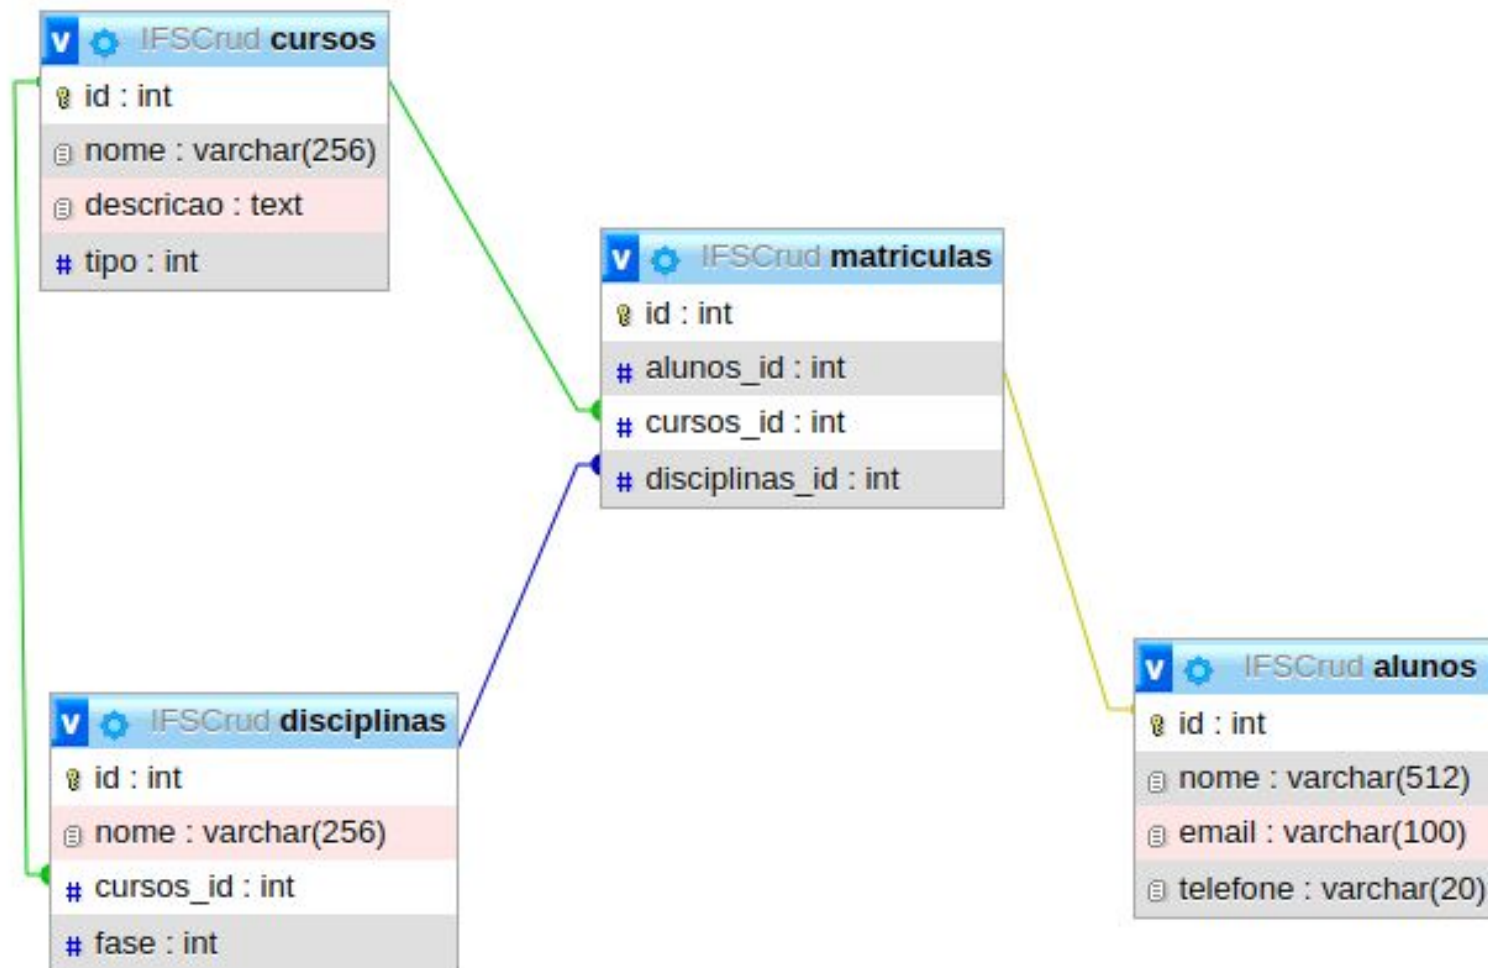 v IFSCrud cursos
id : int
nome : varchar(256)
descricao : text
# tipo : int
v IFSCrud matriculas
id : int
# alunos_id : int
# cursos_id : int
# disciplinas_id : int
v IFSCrud disciplinas
id : int
nome : varchar(256)
# cursos_id : int
# fase : int
v IFSCrud alunos
id : int
nome : varchar(512)
email : varchar(100)
telefone : varchar(20)